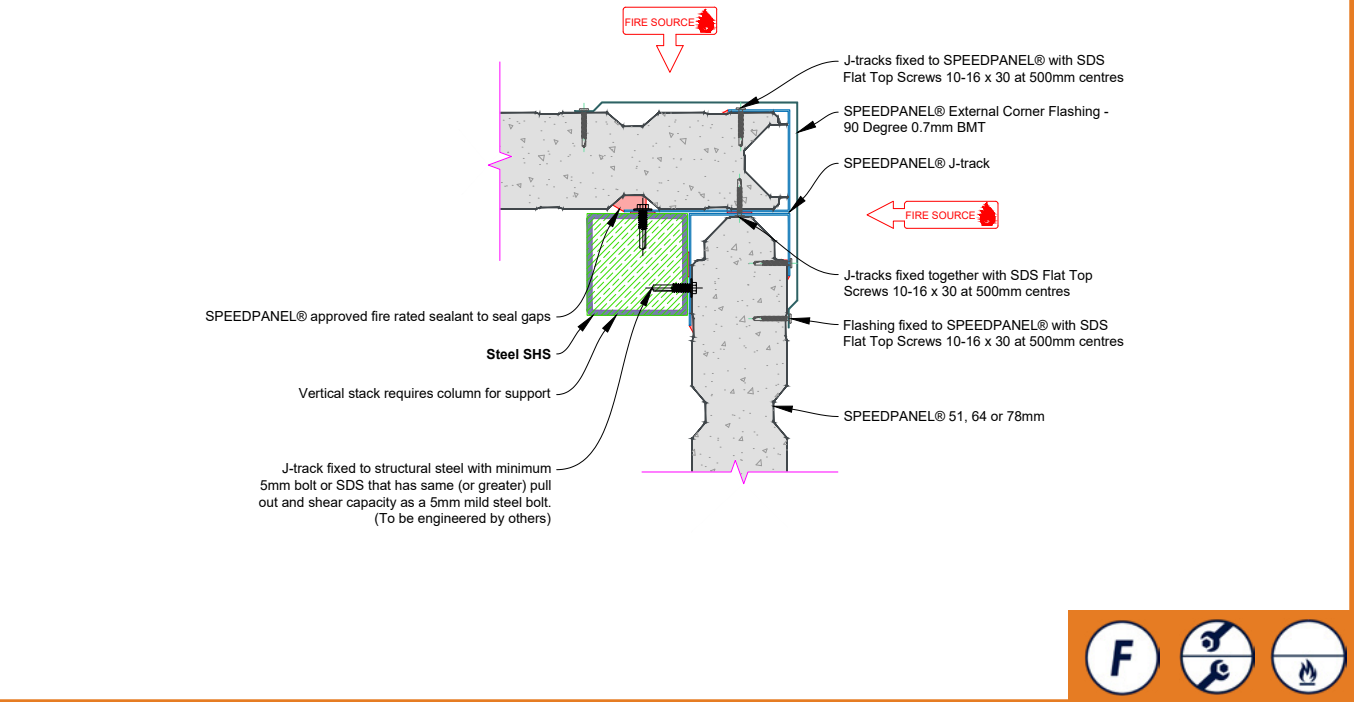 FIRE SOURCE
J-tracks fixed to SPEEDPANEL® with SDS
Flat Top Screws 10-16 x 30 at 500mm centres
SPEEDPANEL® External Corner Flashing -
90 Degree 0.7mm BMT
SPEEDPANEL® J-track
FIRE SOURCE
J-tracks fixed together with SDS Flat Top
Screws 10-16 x 30 at 500mm centres
SPEEDPANEL® approved fire rated sealant to seal gaps
Flashing fixed to SPEEDPANEL® with SDS
Flat Top Screws 10-16 x 30 at 500mm centres
Steel SHS
Vertical stack requires column for support
SPEEDPANEL® 51, 64 or 78mm
J-track fixed to structural steel with minimum
5mm bolt or SDS that has same (or greater) pull
out and shear capacity as a 5mm mild steel bolt.
(To be engineered by others)
F